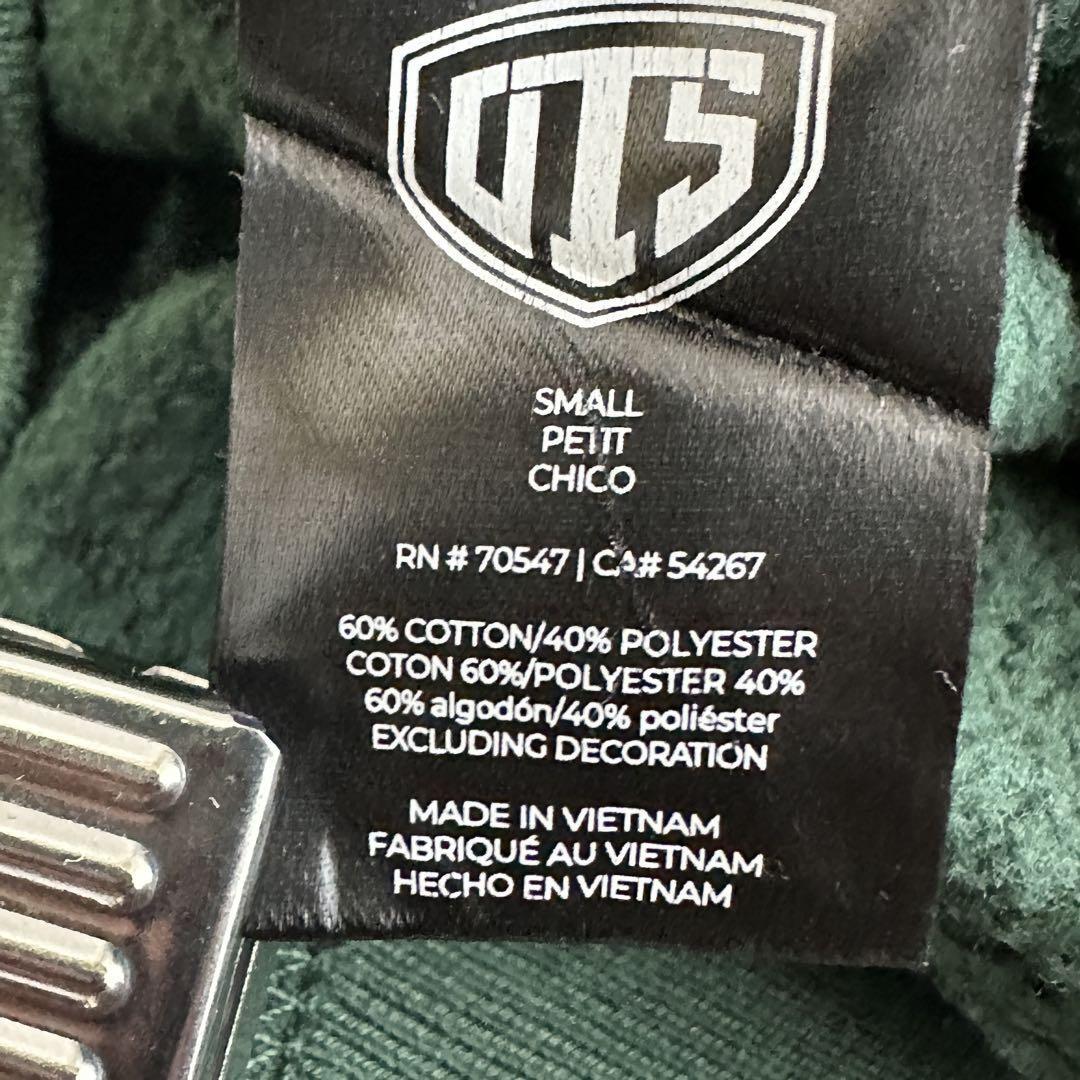 OTS
SMALL
PETIT
CHICO
RN # 70547 | CA# 54267
60% COTTON/40% POLYESTER
COTON 60%/POLYESTER 40%
60% algodón/40% poliéster
EXCLUDING DECORATION
MADE IN VIETNAM
FABRIQUÉ AU VIETNAM
HECHO EN VIETNAM